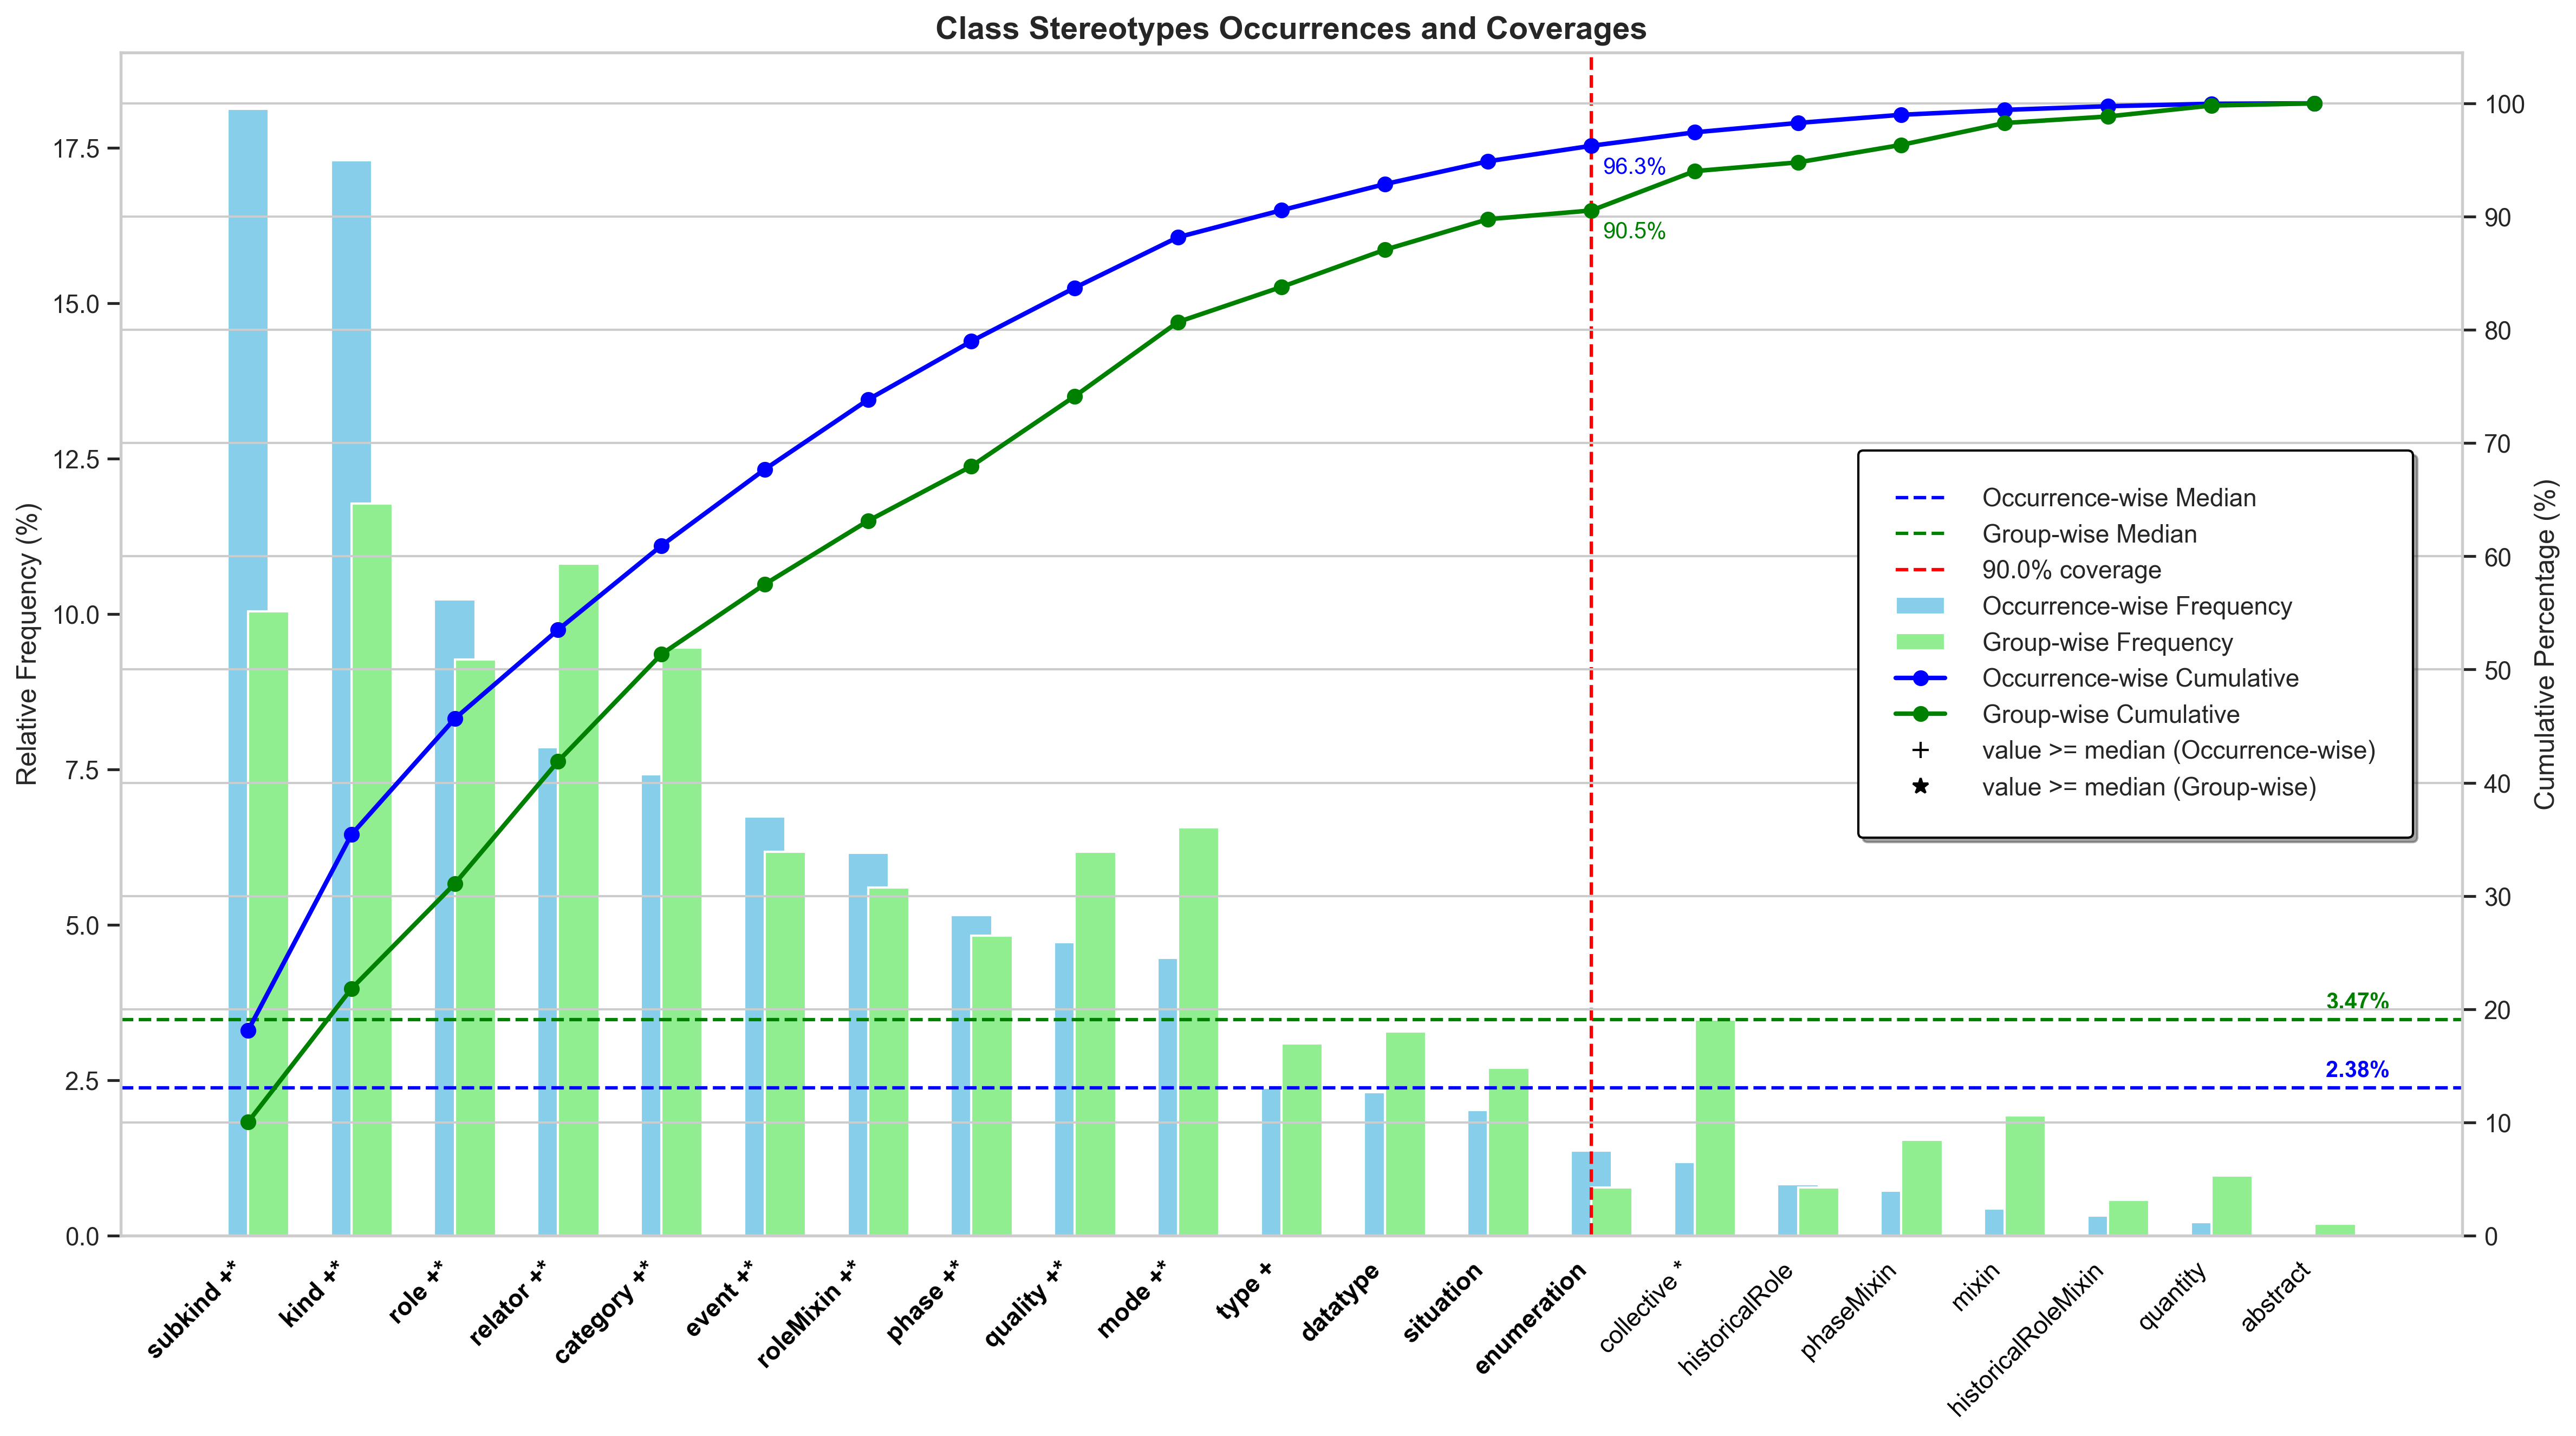 Class Stereotypes Occurrences and Coverages
Relative Frequency (%)
17.5
15.0
12.5
10.0
7.5
5.0
2.5
0.0
100
90
80
70
60
50
40
30
20
10
0
Cumulative Percentage (%)
96.3%
90.5%
3.47%
2.38%
Occurrence-wise Median
Group-wise Median
90.0% coverage
Occurrence-wise Frequency
Group-wise Frequency
Occurrence-wise Cumulative
Group-wise Cumulative
value >= median (Occurrence-wise)
value >= median (Group-wise)
subkind +*
kind +*
role +*
relator +*
category +*
event +*
roleMixin +*
phase +*
quality +*
mode +*
type +
datatype
situation
enumeration
collective *
historicalRole
phaseMixin
mixin
historicalRoleMixin
quantity
abstract